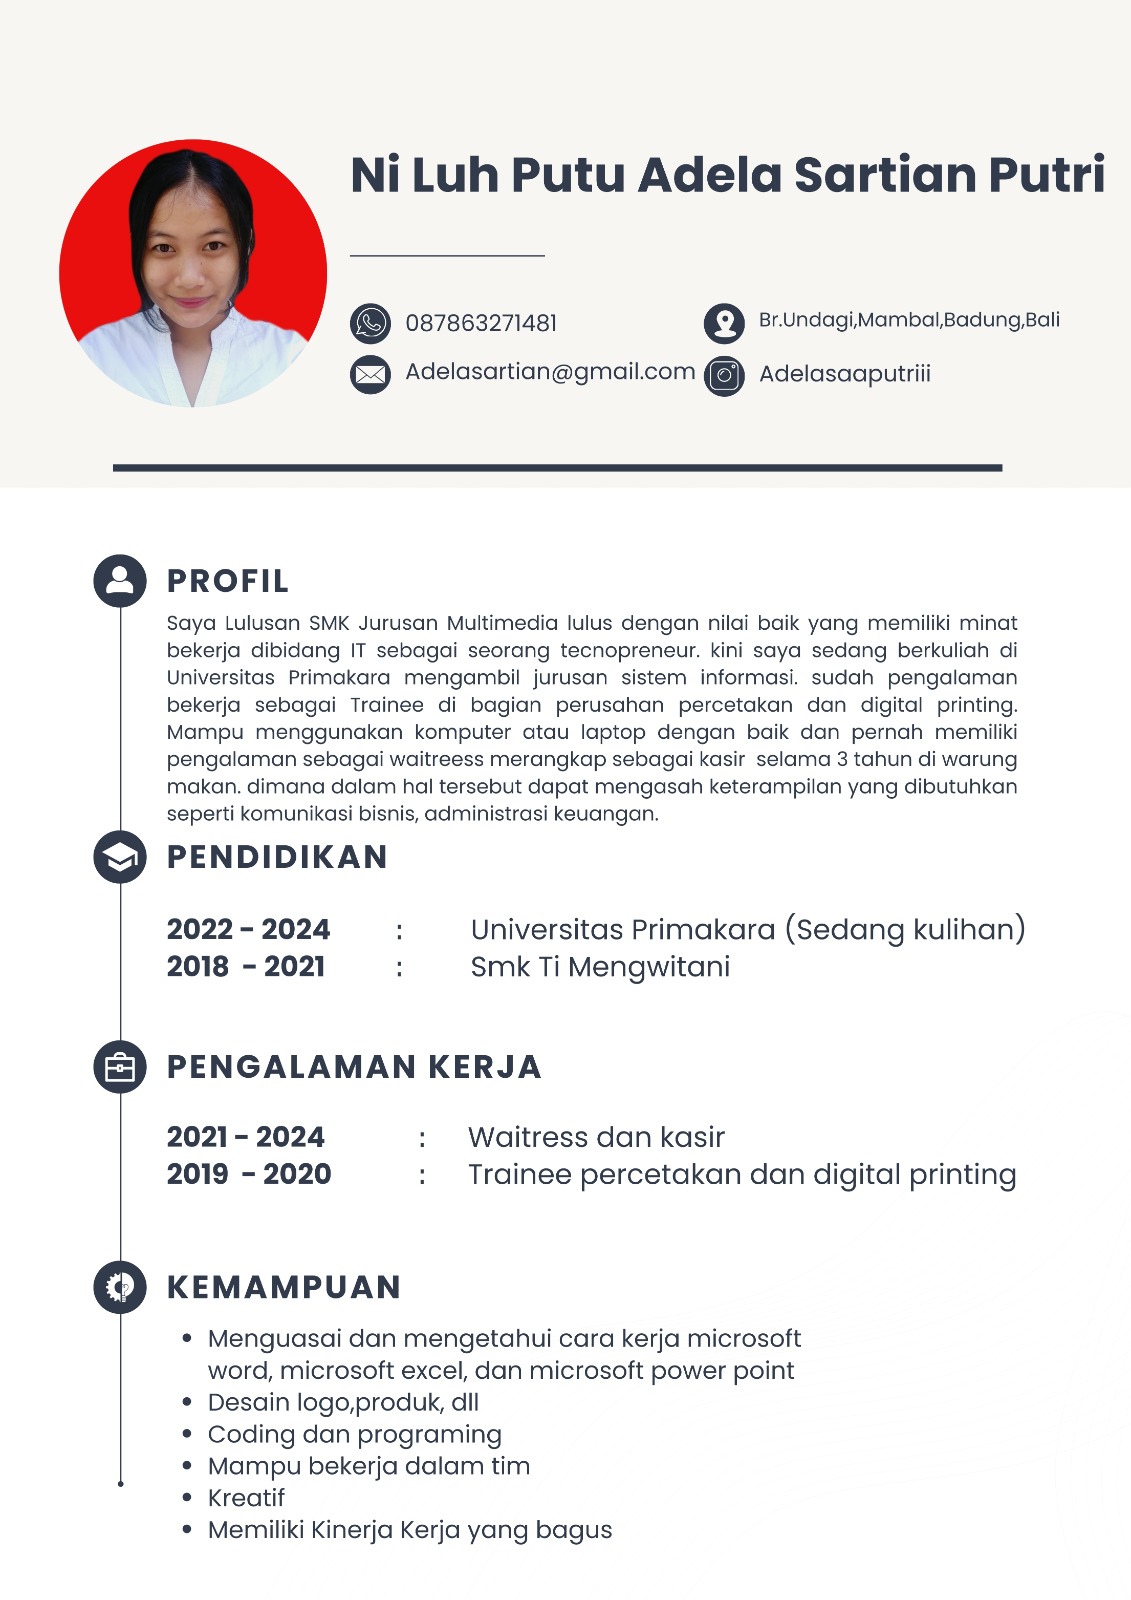 Ni Luh Putu Adela Sartian Putri
087863271481
Br.Undagi,Mambal,Badung,Bali
Adelasartian@gmail.com
Adelasaaputriii
PROFIL
Saya Lulusan SMK Jurusan Multimedia lulus dengan nilai baik yang memiliki minat
bekerja dibidang IT sebagai seorang tecnopreneur. kini saya sedang berkuliah di
Universitas Primakara mengambil jurusan sistem informasi. sudah pengalaman
bekerja sebagai Trainee di bagian perusahan percetakan dan digital printing.
Mampu menggunakan komputer atau laptop dengan baik dan pernah memiliki
pengalaman sebagai waitreess merangkap sebagai kasir selama 3 tahun di warung
makan. dimana dalam hal tersebut dapat mengasah keterampilan yang dibutuhkan
seperti komunikasi bisnis, administrasi keuangan.
PENDIDIKAN
2022 - 2024 : Universitas Primakara (Sedang kulihan)
2018 - 2021 : Smk Ti Mengwitani
PENGALAMAN KERJA
2021 - 2024 : Waitress dan kasir
2019 - 2020 : Trainee percetakan dan digital printing
KEMAMPUAN
• Menguasai dan mengetahui cara kerja microsoft
word, microsoft excel, dan microsoft power point
• Desain logo,produk, dll
• Coding dan programing
• Mampu bekerja dalam tim
• Kreatif
• Memiliki Kinerja Kerja yang bagus